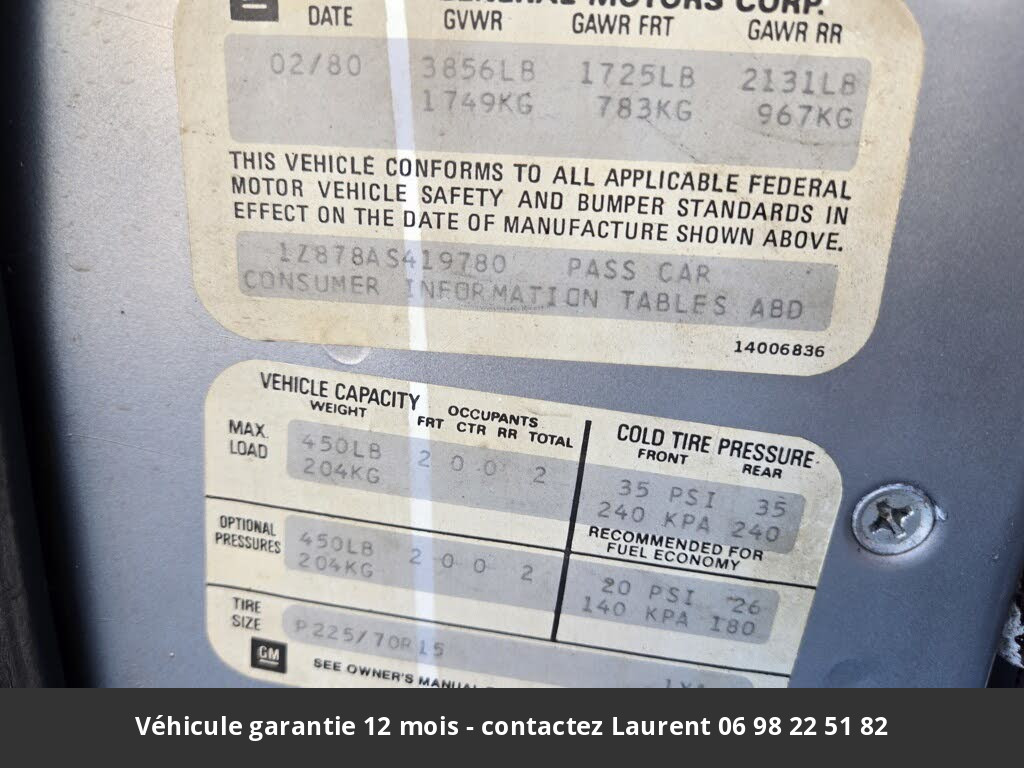 DATE GVWR GAWR FRT GAWR RR
GENERAL MOTORS CORP.
02/80 3856LB 1725LB 2131LB
1749KG 783KG 967KG
THIS VEHICLE CONFORMS TO ALL APPLICABLE FEDERAL
MOTOR VEHICLE SAFETY AND BUMPER STANDARDS IN
EFFECT ON THE DATE OF MANUFACTURE SHOWN ABOVE.
1Z878AS419780 PASS CAR
CONSUMER INFORMATION TABLES ABD
14006836
VEHICLE CAPACITY
WEIGHT OCCUPANTS
FRT CTR RR TOTAL
COLD TIRE PRESSURE
FRONT REAR
MAX. LOAD
450LB 2 0 0 2
204KG
35 PSI 35
240 KPA 240
RECOMMENDED FOR
FUEL ECONOMY
OPTIONAL
PRESSURES
450LB 2 0 0 2
204KG
20 PSI 26
140 KPA 180
TIRE
SIZE
P225/70R15
GM
SEE OWNER'S MANUAL
Véhicule garantie 12 mois - contactez Laurent 06 98 22 51 82